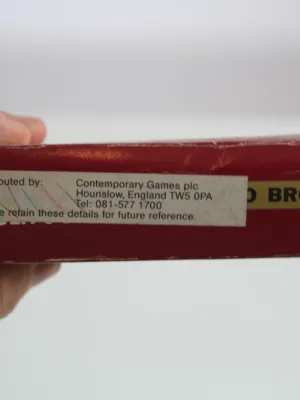 buted by: Contemporary Games plc
Hounslow, England TW5 0PA
Tel: 081-577 1700
e retain these details for future reference.
O BRO